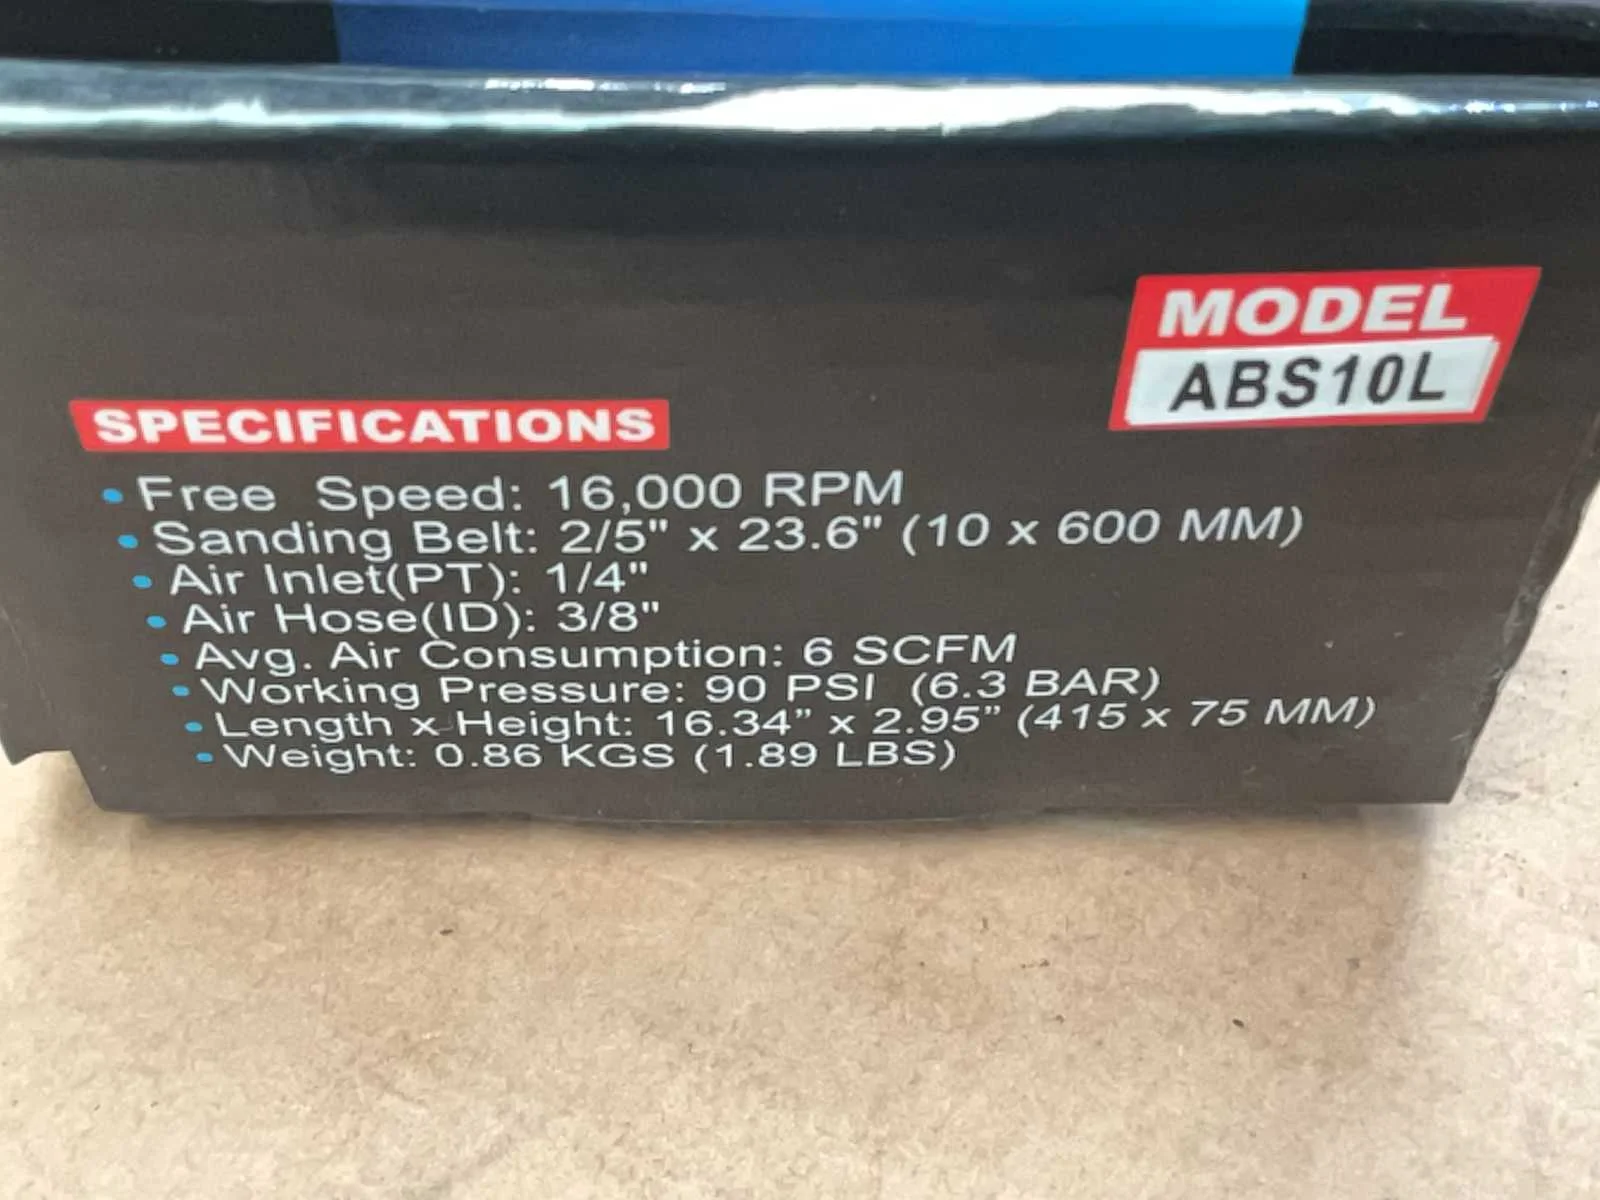 MODEL
ABS10L
SPECIFICATIONS
• Free Speed: 16,000 RPM
• Sanding Belt: 2/5" x 23.6" (10 x 600 MM)
• Air Inlet(PT): 1/4"
• Air Hose(ID): 3/8"
• Avg. Air Consumption: 6 SCFM
• Working Pressure: 90 PSI (6.3 BAR)
• Length x Height: 16.34” x 2.95” (415 x 75 MM)
• Weight: 0.86 KGS (1.89 LBS)